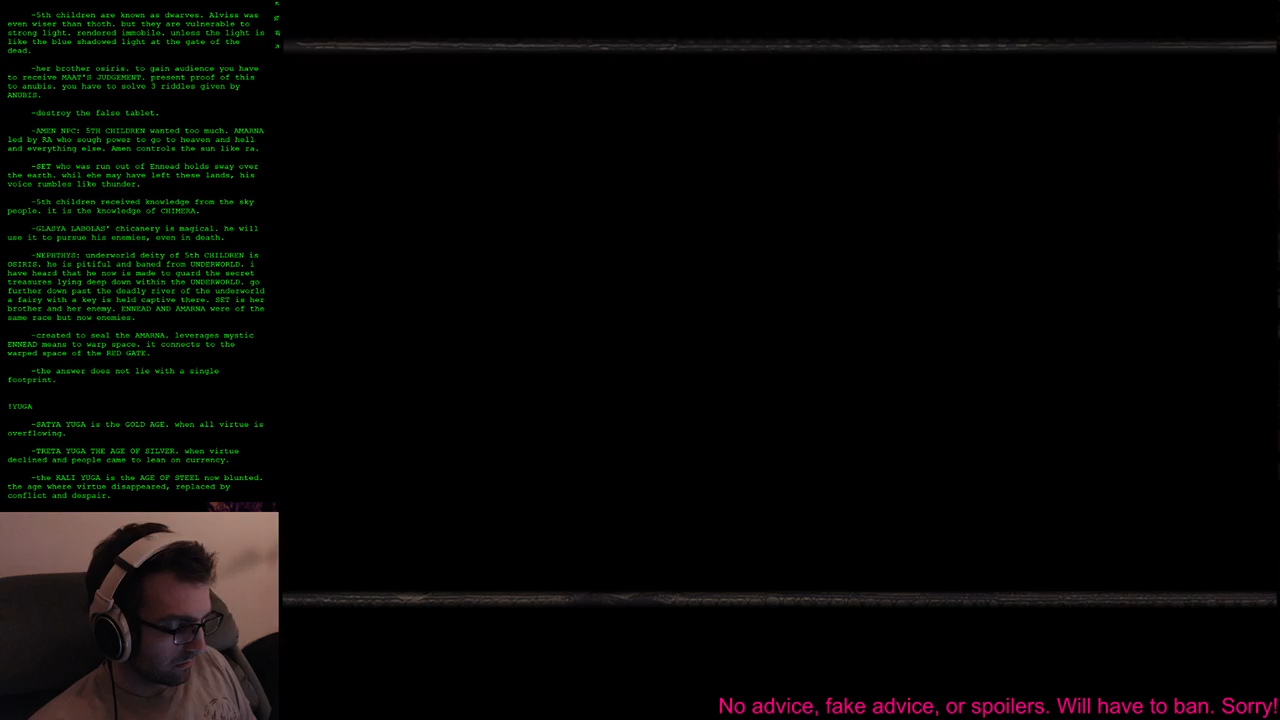 -5th children are known as dwarves. Alviss was
even wiser than thoth. but they are vulnerable to
strong light. rendered immobile. unless the light is
like the blue shadowed light at the gate of the
dead.
-her brother osiris. to gain audience you have
to receive MAAT'S JUDGEMENT. present proof of this
to anubis. you have to solve 3 riddles given by
ANUBIS.
-destroy the false tablet.
-AMEN NPC: 5TH CHILDREN wanted too much. AMARNA
led by RA who sough power to go to heaven and hell
and everything else. Amen controls the sun like ra.
-SET who was run out of Ennead holds sway over
the earth. whil ehe may have left these lands, his
voice rumbles like thunder.
-5th children received knowledge from the sky
people. it is the knowledge of CHIMERA.
-GLASYA LABOLAS' chicanery is magical. he will
use it to pursue his enemies, even in death.
-NEPHTHYS: underworld deity of 5th CHILDREN is
OSIRIS. he is pitiful and baned from UNDERWORLD. i
have heard that he now is made to guard the secret
treasures lying deep down within the UNDERWORLD. go
further down past the deadly river of the underworld
a fairy with a key is held captive there. SET is her
brother and her enemy. ENNEAD AND AMARNA were of the
same race but now enemies.
-created to seal the AMARNA. leverages mystic
ENNEAD means to warp space. it connects to the
warped space of the RED GATE.
-the answer does not lie with a single
footprint.
!YUGA
-SATYA YUGA is the GOLD AGE. when all virtue is
overflowing.
-TRETA YUGA THE AGE OF SILVER. when virtue
declined and people came to lean on currency.
-the KALI YUGA is the AGE OF STEEL now blunted.
the age where virtue disappeared, replaced by
conflict and despair.
No advice, fake advice, or spoilers. Will have to ban. Sorry!